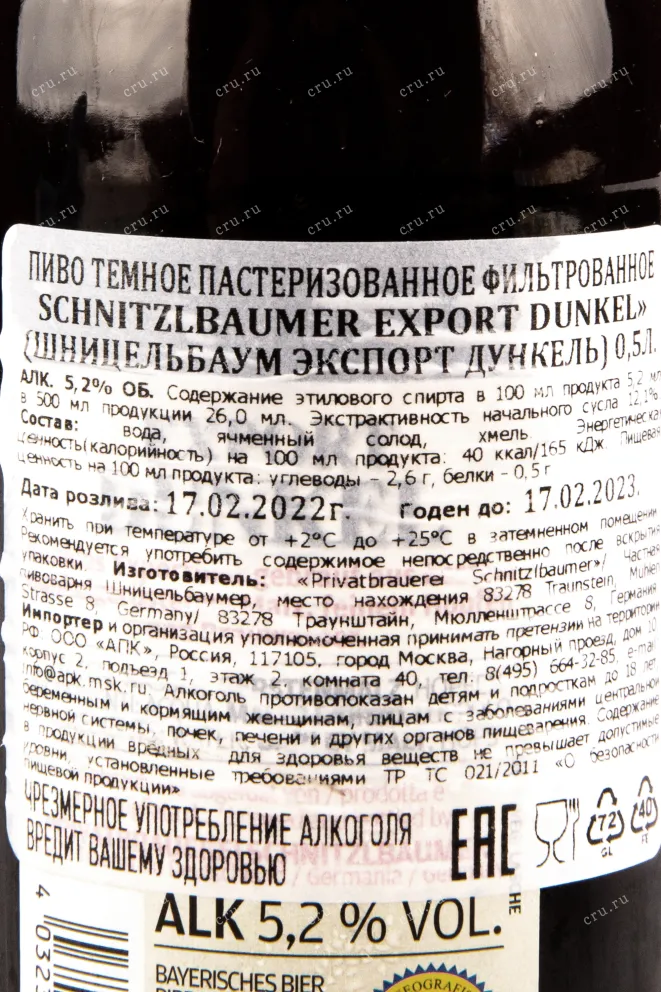 ПИВО ТЕМНОЕ ПАСТЕРИЗОВАННОЕ ФИЛЬТРОВАННОЕ
SCHNITZLBAUMER EXPORT DUNKEL»
(ШНИЦЕЛЬБАУМ ЭКСПОРТ ДУНКЕЛЬ) 0,5Л.
АЛК. 5,2% ОБ. Содержание этилового спирта в 100 мл продукта 5,2 мл
в 500 мл продукции 26,0 мл. Экстрактивность начального сусла 12,1%
Состав: вода, ячменный солод, хмель Энергетическая
ценность(калорийность) на 100 мл продукта: 40 ккал/165 кДж Пищевая
ценность на 100 мл продукта: углеводы – 2,6 г, белки - 0,5 г
Дата розлива: 17.02.2022г. Годен до: 17.02.2023.
Хранить при температуре от +2°С до +25°С в затемненном помещении
Рекомендуется употребить содержимое непосредственно после вскрытия
упаковки. Изготовитель: «Privatbrauerei Schnitzlbaumer»/ Частная
пивоварня Шницельбаумер, место нахождения 83278 Traunstein, Muhlen
Strasse 8, Germany/ 83278 Траунштайн, Мюлленштрассе 8, Германия
Импортер и организация уполномоченная принимать претензии на территории
РФ: ООО «АПК», Россия, 117105, город Москва, Нагорный проезд, дом 10
корпус 2, подъезд 1, этаж 2, комната 40, тел. 8(495) 664-32-85, e-mail
info@apk.msk.ru. Алкоголь противопоказан детям и подросткам до 18 лет,
беременным и кормящим женщинам, лицам с заболеваниями центральной
нервной системы, почек, печени и других органов пищеварения. Содержание
в продукции вредных для здоровья веществ не превышает допустимые
уровни, установленные требованиями ТР ТС 021/2011 «О безопасности
пищевой продукции»
ЧРЕЗМЕРНОЕ УПОТРЕБЛЕНИЕ АЛКОГОЛЯ
ВРЕДИТ ВАШЕМУ ЗДОРОВЬЮ
EAC
72
GL
40
FE
ALK 5,2 % VOL.
BAYERISCHES BIER